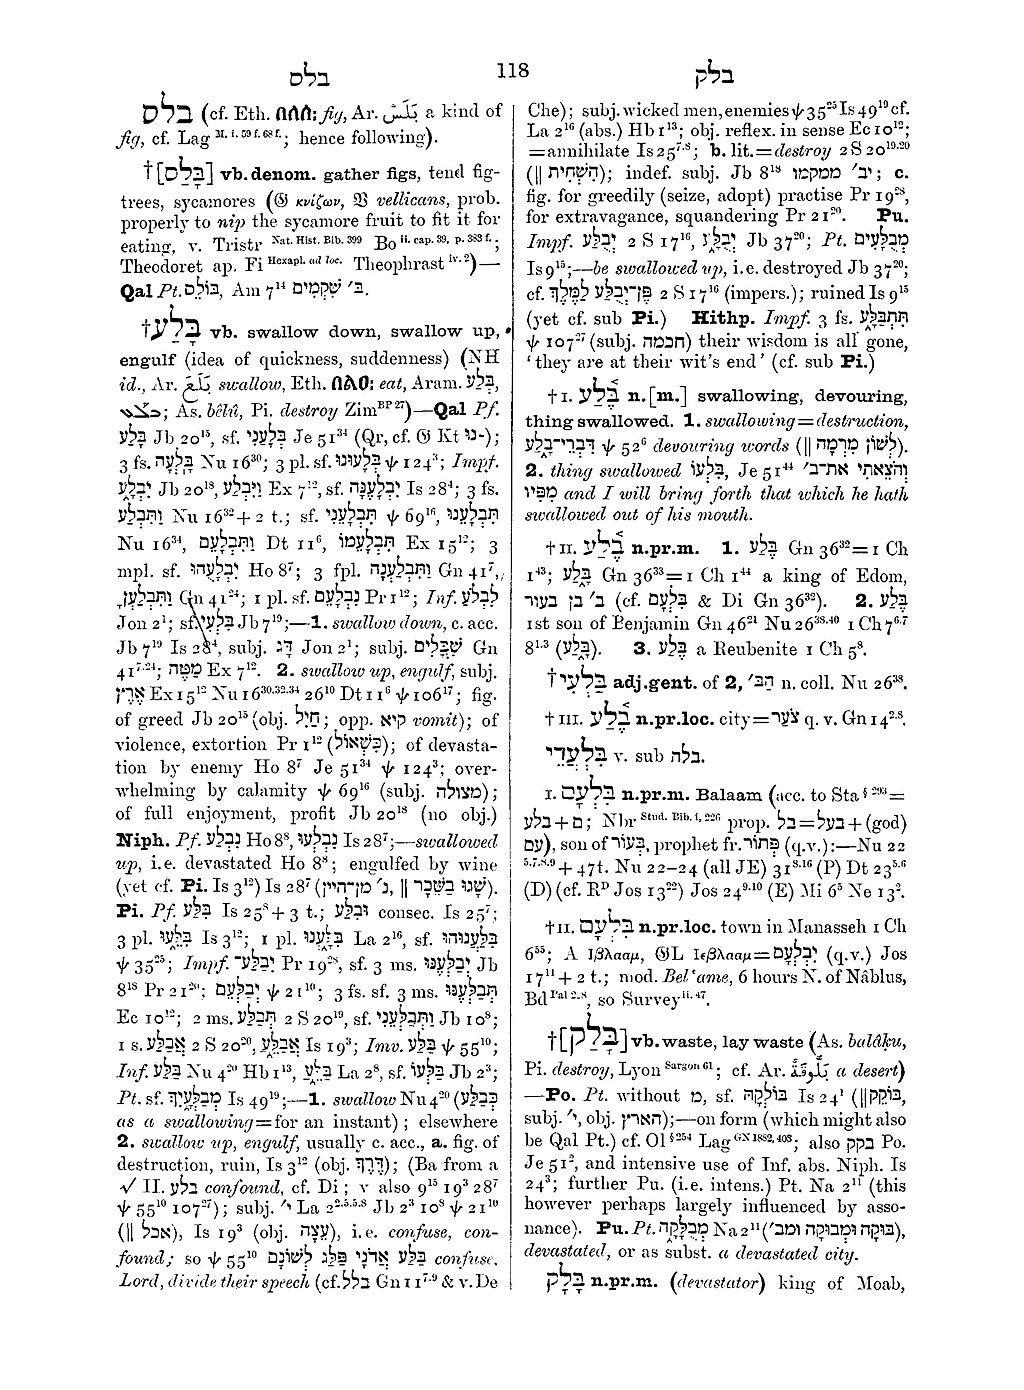 בלס 118 בלק
בלס (cf. Eth. በለስ: fig, Ar. بَلَسٌ a kind of
fig, cf. Lag M. i. 59 f. 68 f.; hence following).
†[בָּלַס] vb.denom. gather figs, tend fig-
trees, sycamores (𝔊 κνίζων, 𝔙 vellicans, prob.
properly to nip the sycamore fruit to fit it for
eating, v. Tristr Nat. Hist. Bib. 399 Bo ii. cap. 39, p. 383 f.;
Theodoret ap. Fi Hexapl. ad loc. Theophrast iv. 2)—
Qal Pt. בּוֹלֵס, Am 7¹⁴ ב׳ שִׁקְמִים.
†בָּלַע vb. swallow down, swallow up,
engulf (idea of quickness, suddenness) (NH
id., Ar. بَلَعَ swallow, Eth. በልዐ: eat, Aram. בְּלַע,
ܒܠܥ; As. bêlû, Pi. destroy Zim BP 27)—Qal Pf.
בָּלַע Jb 20¹⁵, sf. בְּלָעַנִי Je 51³⁴ (Qr, cf. 𝔊 Kt נו-);
3 fs. בָּלְעָה Nu 16³⁰; 3 pl. sf. בְּלָעוּנוּ ψ 124³; Impf.
יִבְלַע Jb 20¹⁸, וַיִּבְלַע Ex 7¹², sf. יִבְלָעֶנָּה Is 28⁴; 3 fs.
וַתִּבְלַע Nu 16³² + 2 t.; sf. תִּבְלָעֵנִי ψ 69¹⁶, תִּבְלָעֵנוּ
Nu 16³⁴, וַתִּבְלָעֵם Dt 11⁶, תִּבְלָעֵמוֹ Ex 15¹²; 3
mpl. sf. יִבְלָעֻהוּ Ho 8⁷; 3 fpl. וַתִּבְלַעְנָה Gn 41⁷,
וַתִּבְלַעְןָ Gn 41²⁴; 1 pl. sf. נִבְלָעֵם Pr 1¹²; Inf. לִבְלֹעַ
Jon 2¹; sf. בִּלְעִי Jb 7¹⁹;—1. swallow down, c. acc.
Jb 7¹⁹ Is 28⁴, subj. דָּג Jon 2¹; subj. שִׁבֳּלִים Gn
41⁷·²⁴; מַטֶּה Ex 7¹². 2. swallow up, engulf, subj.
אֶרֶץ Ex 15¹² Nu 16³⁰·³²·³⁴ 26¹⁰ Dt 11⁶ ψ 106¹⁷; fig.
of greed Jb 20¹⁵ (obj. חַיִל; opp. קיא vomit); of
violence, extortion Pr 1¹² (כִּשְׁאוֹל); of devasta-
tion by enemy Ho 8⁷ Je 51³⁴ ψ 124³; over-
whelming by calamity ψ 69¹⁶ (subj. מצולה);
of full enjoyment, profit Jb 20¹⁸ (no obj.)
Niph. Pf. נִבְלַע Ho 8⁸, נִבְלְעוּ Is 28⁷;—swallowed
up, i.e. devastated Ho 8⁸; engulfed by wine
(yet cf. Pi. Is 3¹²) Is 28⁷ (נ׳ מן־היין, ‖ שָׁגוּ בַשֵּׁכָר).
Pi. Pf. בִּלַּע Is 25⁸ + 3 t.; וּבִלַּע consec. Is 25⁷;
3 pl. בִּלֵּעוּ Is 3¹²; 1 pl. בִּלָּעְנוּ La 2¹⁶, sf. בִּלַּעֲנוּהוּ
ψ 35²⁵; Impf. יְבַלַּע־ Pr 19²⁸, sf. 3 ms. יְבַלְּעֶנּוּ Jb
8¹⁸ Pr 21²⁰; יְבַלְּעֵם ψ 21¹⁰; 3 fs. sf. 3 ms. תְּבַלְּעֶנּוּ
Ec 10¹²; 2 ms. תְּבַלַּע 2 S 20¹⁹, sf. וַתְּבַלְּעֵנִי Jb 10⁸;
1 s. אֲבַלַּע 2 S 20²⁰, אֲבַלֵּעַ Is 19³; Imv. בַּלַּע ψ 55¹⁰;
Inf. בַּלַּע Nu 4²⁰ Hb 1¹³, בַּלֵּעַ La 2⁸, sf. בַּלְּעוֹ Jb 2³;
Pt. sf. מְבַלְּעָיִךְ Is 49¹⁹;—1. swallow Nu 4²⁰ (כְּבַלַּע
as a swallowing=for an instant); elsewhere
2. swallow up, engulf, usually c. acc., a. fig. of
destruction, ruin, Is 3¹² (obj. דֶּרֶךְ); (Ba from a
√ II. בלע confound, cf. Di; v also 9¹⁵ 19³ 28⁷
ψ 55¹⁰ 107²⁷); subj. י׳ La 2²·⁵·⁵·⁸ Jb 2³ 10⁸ ψ 21¹⁰
(‖ אכל), Is 19³ (obj. עֵצָה), i.e. confuse, con-
found; so ψ 55¹⁰ בַּלַּע אֲדֹנָי פַּלַּג לְשׁוֹנָם confuse,
Lord, divide their speech (cf. בלל Gn 11⁷·⁹ & v. De
Che); subj. wicked men, enemies ψ 35²⁵ Is 49¹⁹ cf.
La 2¹⁶ (abs.) Hb 1¹³; obj. reflex. in sense Ec 10¹²;
=annihilate Is 25⁷·⁸; b. lit.=destroy 2 S 20¹⁹·²⁰
(‖ הִשְׁחִית); indef. subj. Jb 8¹⁸ יב׳ ממקמו; c.
fig. for greedily (seize, adopt) practise Pr 19²⁸,
for extravagance, squandering Pr 21²⁰. Pu.
Impf. יְבֻלַּע 2 S 17¹⁶, יְבֻלָּע Jb 37²⁰; Pt. מְבֻלָּעִים
Is 9¹⁵;—be swallowed up, i.e. destroyed Jb 37²⁰;
cf. פֶּן־יְבֻלַּע לַמֶּלֶךְ 2 S 17¹⁶ (impers.); ruined Is 9¹⁵
(yet cf. sub Pi.) Hithp. Impf. 3 fs. תִּתְבַּלָּע
ψ 107²⁷ (subj. חכמה) their wisdom is all gone,
‘they are at their wit's end’ (cf. sub Pi.)
†I. בֶּלַע n.[m.] swallowing, devouring,
thing swallowed. 1. swallowing=destruction,
דִּבְרֵי־בָלַע ψ 52⁶ devouring words (‖ לְשׁוֹן מִרְמָה).
2. thing swallowed בִּלְעוֹ, Je 51⁴⁴ וְהֹצֵאתִי אֶת־ב׳
מִפִּיו and I will bring forth that which he hath
swallowed out of his mouth.
†II. בֶּלַע n.pr.m. 1. בֶּלַע Gn 36³²=1 Ch
1⁴³; בָּלַע Gn 36³³=1 Ch 1⁴⁴ a king of Edom,
ב׳ בן בעור (cf. בִּלְעָם & Di Gn 36³²). 2. בֶּלַע
1st son of Benjamin Gn 46²¹ Nu 26³⁸·⁴⁰ 1 Ch 7⁶·⁷
8¹·³ (בָּלַע). 3. בֶּלַע a Reubenite 1 Ch 5⁸.
†בַּלְעִי adj.gent. of 2, הַבּ׳ n. coll. Nu 26³⁸.
†III. בֶּלַע n.pr.loc. city=צֹעַר q. v. Gn 14²·⁸.
בִּלְעֲדֵי v. sub בלה.
I. בִּלְעָם n.pr.m. Balaam (acc. to Sta § 293=
בלע + ם; Nbr Stud. Bib. i, 226 prop. בעל=בל + (god)
עם), son of בְּעוֹר, prophet fr. פְּתוֹר (q.v.):—Nu 22
5.7.8.9 + 47 t. Nu 22–24 (all JE) 31⁸·¹⁶ (P) Dt 23⁵·⁶
(D) (cf. Rᴰ Jos 13²²) Jos 24⁹·¹⁰ (E) Mi 6⁵ Ne 13².
†II. בִּלְעָם n.pr.loc. town in Manasseh 1 Ch
6⁵⁵; A Ιβλααμ, 𝔊L Ιεβλααμ=יִבְלְעָם (q.v.) Jos
17¹¹ + 2 t.; mod. Bel‘ame, 6 hours N. of Nâblus,
Bd Pal 2.8, so Survey ii. 47.
†[בָּלַק] vb. waste, lay waste (As. balâḳu,
Pi. destroy, Lyon Sargon 61; cf. Ar. بَلُّوقَةٌ a desert)
—Po. Pt. without מ, sf. בּוֹלְקָהּ Is 24¹ (‖ בּוֹקֵק,
subj. י׳, obj. הארץ);—on form (which might also
be Qal Pt.) cf. Ol § 254 Lag GN 1882, 403; also בקק Po.
Je 51², and intensive use of Inf. abs. Niph. Is
24³; further Pu. (i.e. intens.) Pt. Na 2¹¹ (this
however perhaps largely influenced by asso-
nance). Pu. Pt. מְבֻלָּקָה Na 2¹¹ (בּוּקָה וּמְבוּקָה ומב׳),
devastated, or as subst. a devastated city.
בָּלָק n.pr.m. (devastator) king of Moab,